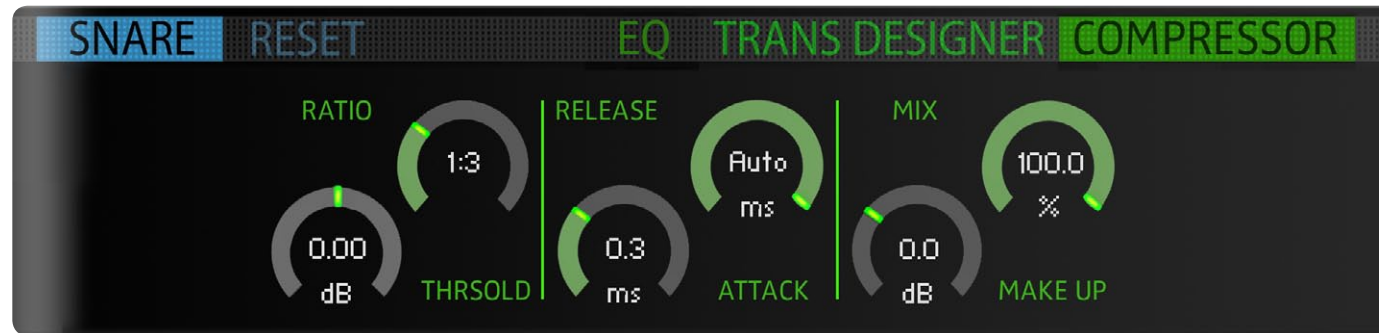 SNARE RESET EQ TRANS DESIGNER COMPRESSOR
RATIO 1:3 RELEASE Auto ms MIX 100.0 %
0.00 dB THRSOLD 0.3 ms ATTACK 0.0 dB MAKE UP